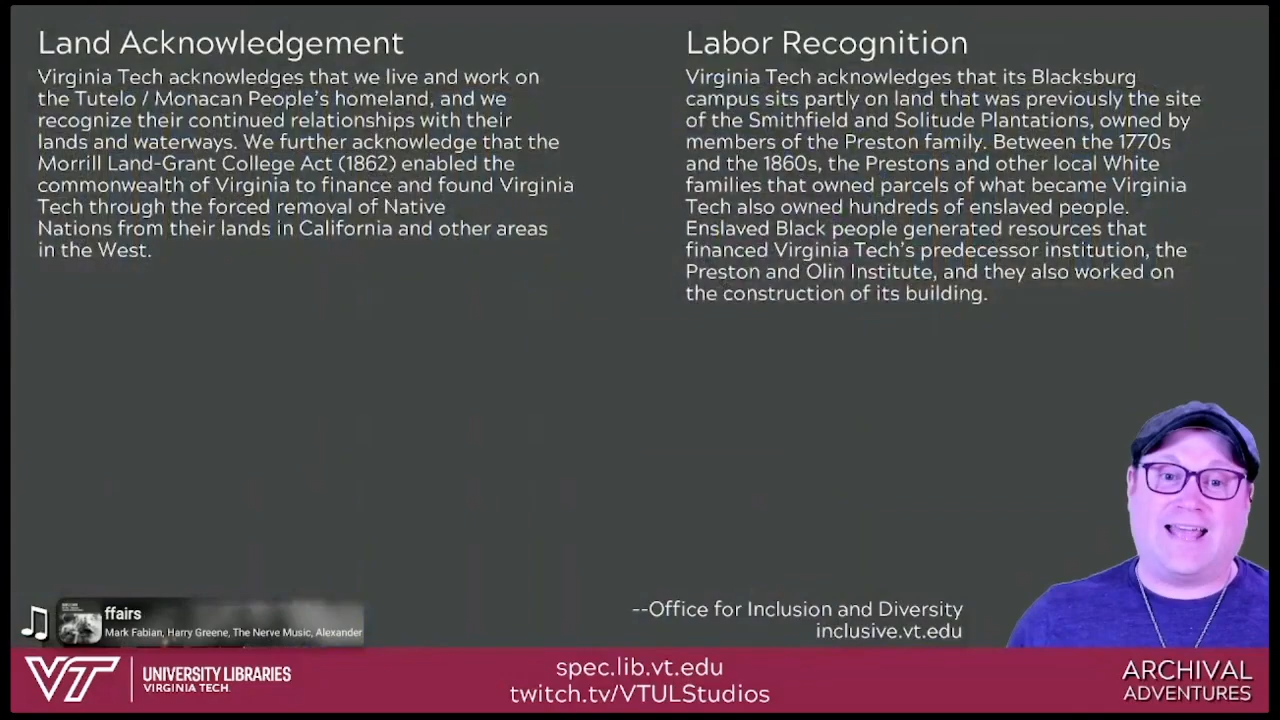 Land Acknowledgement
Virginia Tech acknowledges that we live and work on
the Tutelo / Monacan People's homeland, and we
recognize their continued relationships with their
lands and waterways. We further acknowledge that the
Morrill Land-Grant College Act (1862) enabled the
commonwealth of Virginia to finance and found Virginia
Tech through the forced removal of Native
Nations from their lands in California and other areas
in the West.
Labor Recognition
Virginia Tech acknowledges that its Blacksburg
campus sits partly on land that was previously the site
of the Smithfield and Solitude Plantations, owned by
members of the Preston family. Between the 1770s
and the 1860s, the Prestons and other local White
families that owned parcels of what became Virginia
Tech also owned hundreds of enslaved people.
Enslaved Black people generated resources that
financed Virginia Tech's predecessor institution, the
Preston and Olin Institute, and they also worked on
the construction of its building.
--Office for Inclusion and Diversity
inclusive.vt.edu
ffairs
Mark Fabian, Harry Greene, The Nerve Music, Alexander
VT
UNIVERSITY LIBRARIES
VIRGINIA TECH.
spec.lib.vt.edu
twitch.tv/VTULStudios
ARCHIVAL
ADVENTURES